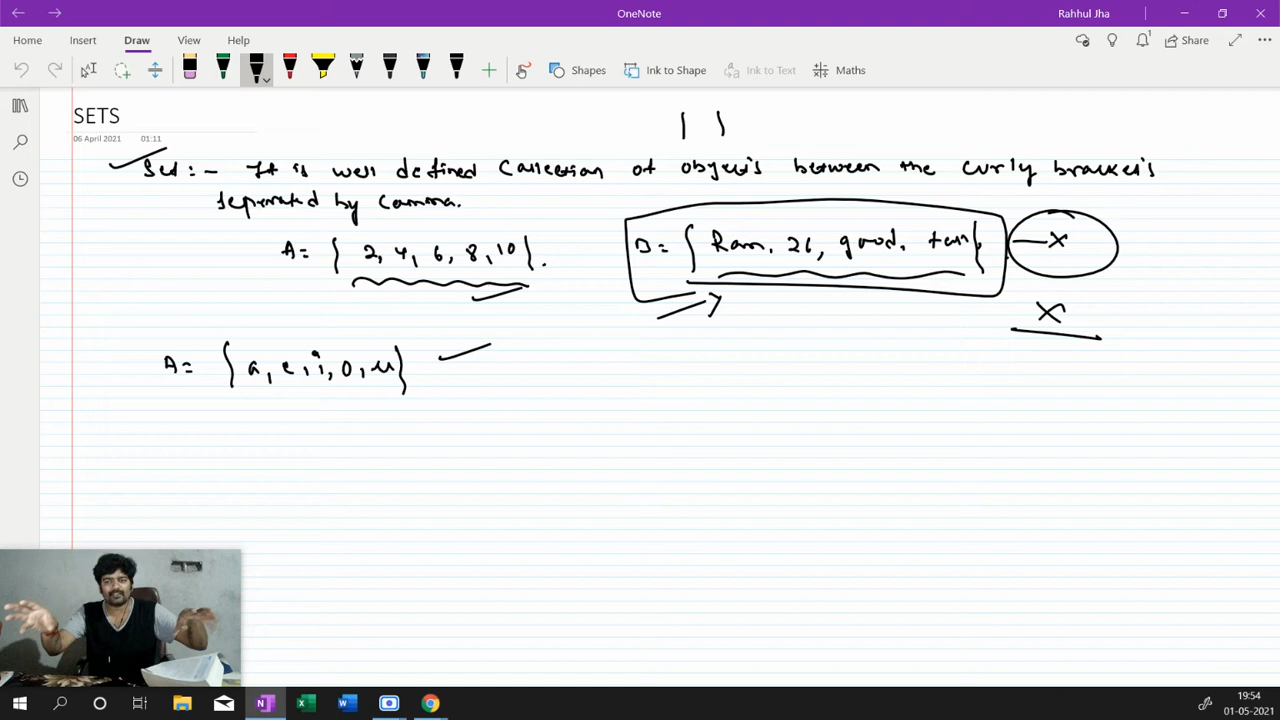 OneNote
Rahhul Jha
Home Insert Draw View Help
Share
Shapes Ink to Shape Ink to Text Maths
SETS
06 April 2021 01:11
Set :- It is well defined Collection of objects between the curly brackets
Seperated by Comma.
A = { 2, 4, 6, 8, 10 }.
B = { Ram, 26, good, tan } — X
X
A = { a, e, i, o, u }
19:54
01-05-2021